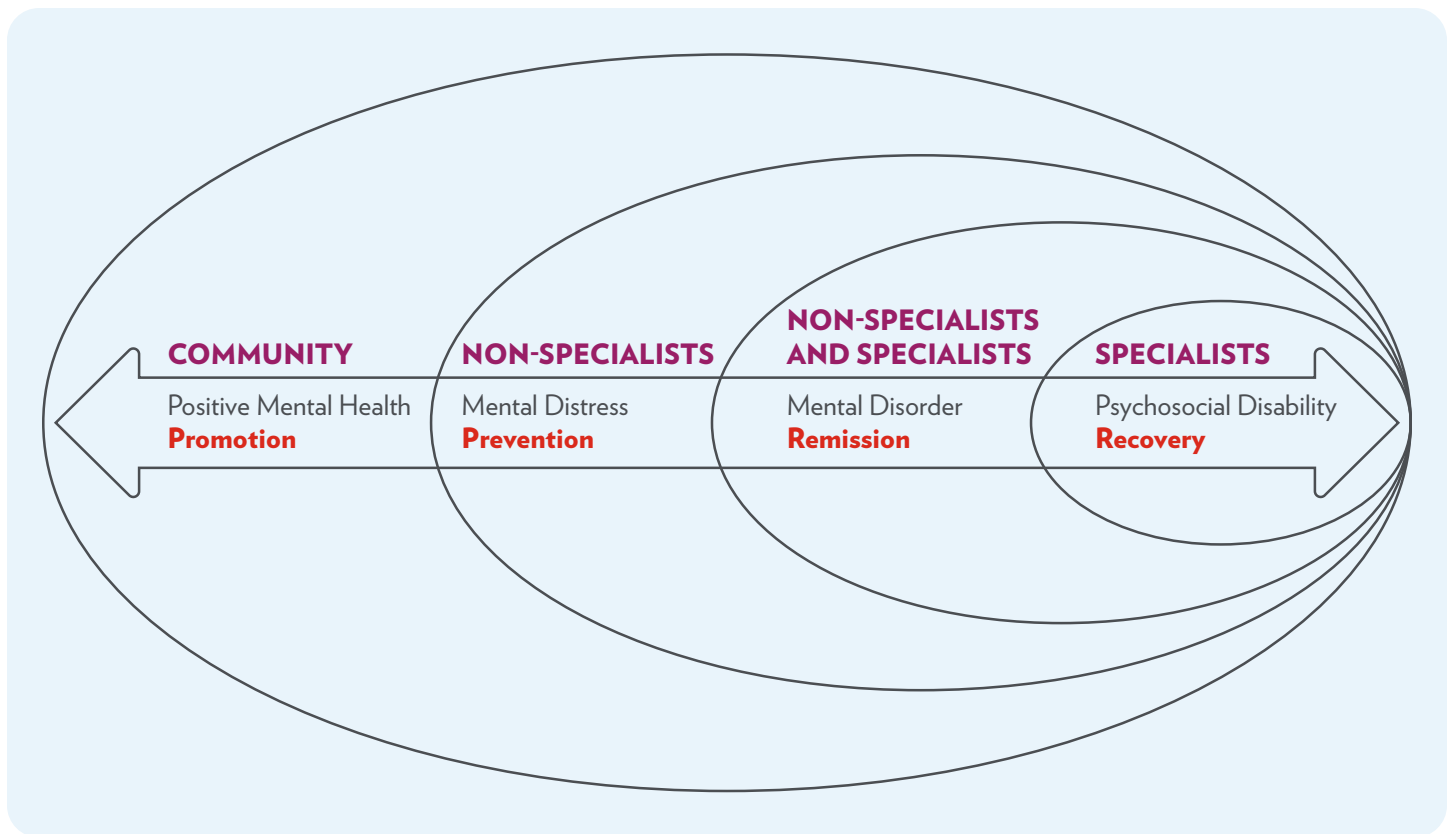 COMMUNITY
Positive Mental Health
Promotion
NON-SPECIALISTS
Mental Distress
Prevention
NON-SPECIALISTS
AND SPECIALISTS
Mental Disorder
Remission
SPECIALISTS
Psychosocial Disability
Recovery